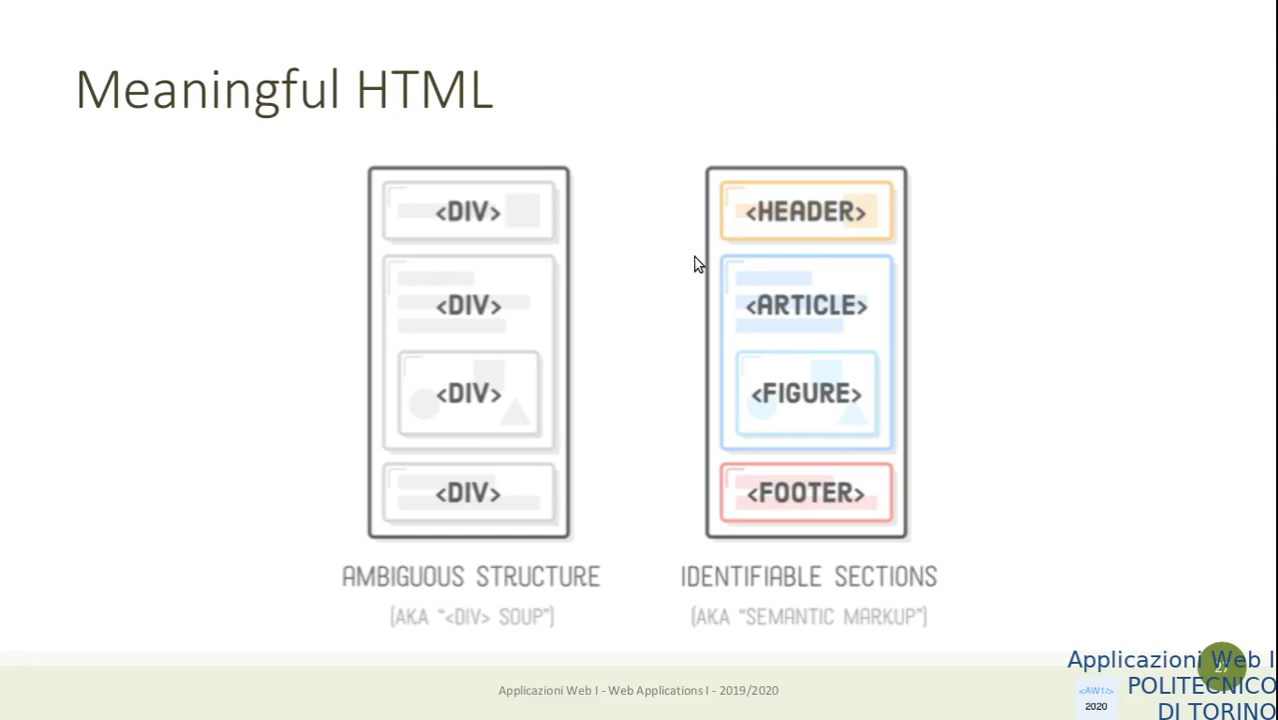 Meaningful HTML
<DIV>
<DIV>
<DIV>
<DIV>
AMBIGUOUS STRUCTURE
(AKA "<DIV> SOUP")
<HEADER>
<ARTICLE>
<FIGURE>
<FOOTER>
IDENTIFIABLE SECTIONS
(AKA "SEMANTIC MARKUP")
Applicazioni Web I - Web Applications I - 2019/2020
Applicazioni Web I
POLITECNICO
DI TORINO
<AW1/>
2020